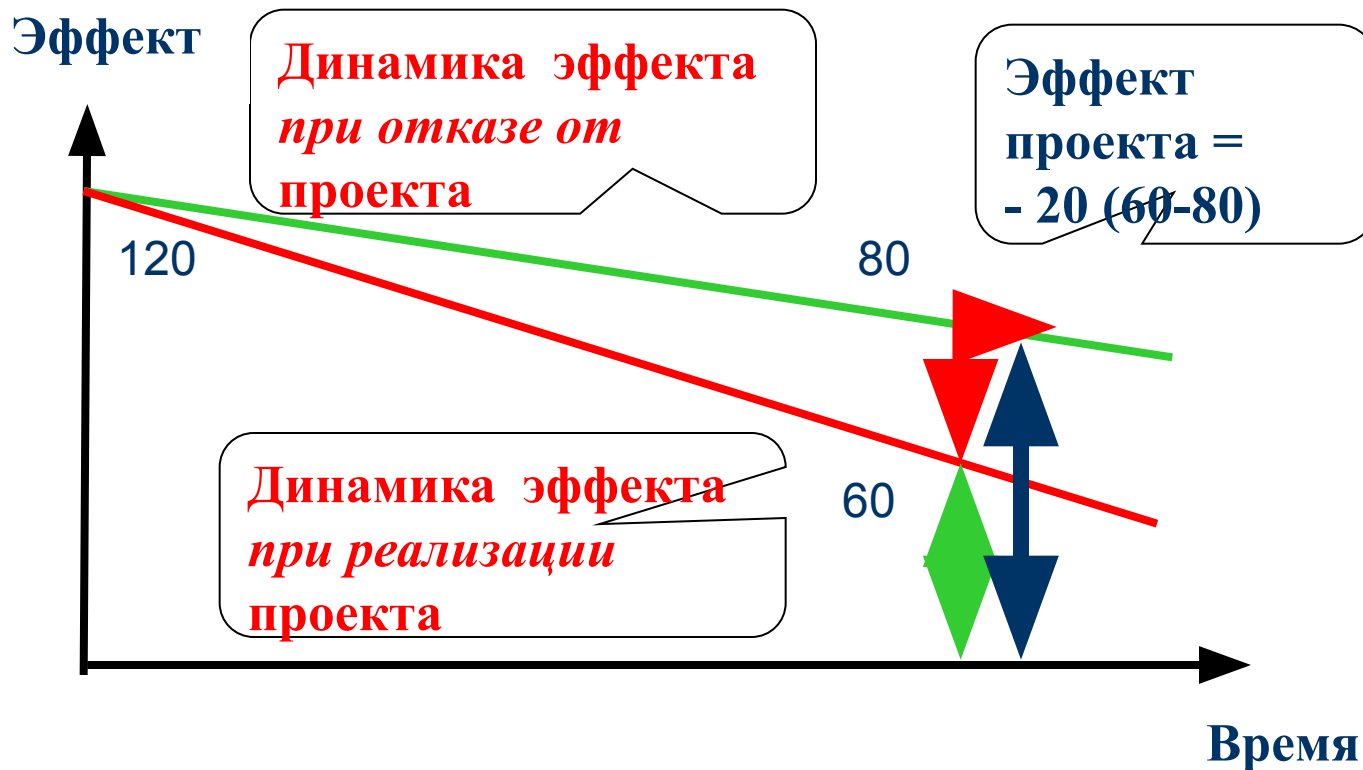 Эффект
Динамика эффекта
при отказе от
проекта
Эффект
проекта =
- 20 (60-80)
120
80
Динамика эффекта
при реализации
проекта
60
Время